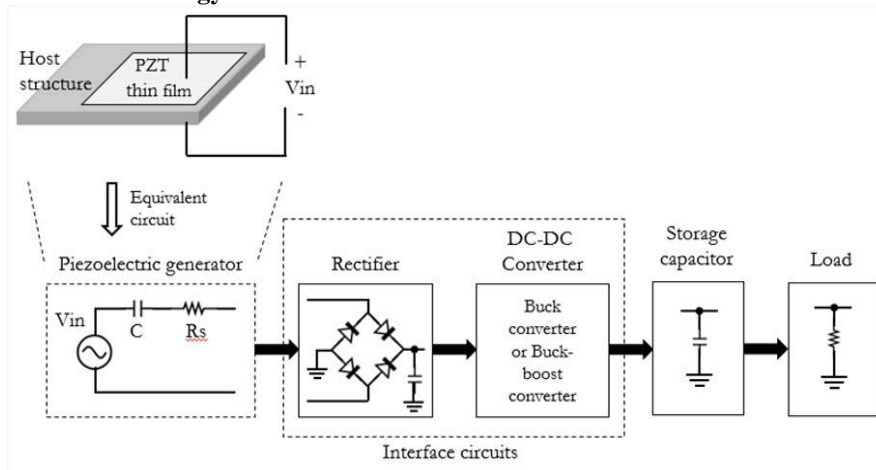 Host
structure
PZT
thin film
+
Vin
-
Equivalent
circuit
Piezoelectric generator
Vin
C
Rs
Rectifier
DC-DC
Converter
Buck
converter
or Buck-
boost
converter
Interface circuits
Storage
capacitor
Load